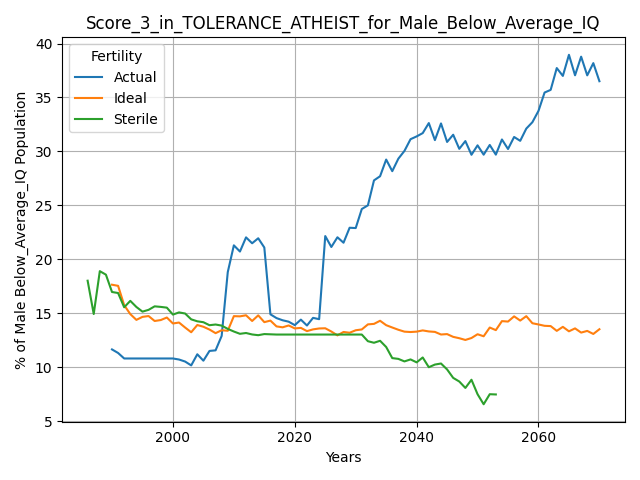 Score_3_in_TOLERANCE_ATHEIST_for_Male_Below_Average_IQ
% of Male Below_Average_IQ Population
40
35
30
25
20
15
10
5
Fertility
Actual
Ideal
Sterile
2000
2020
2040
2060
Years